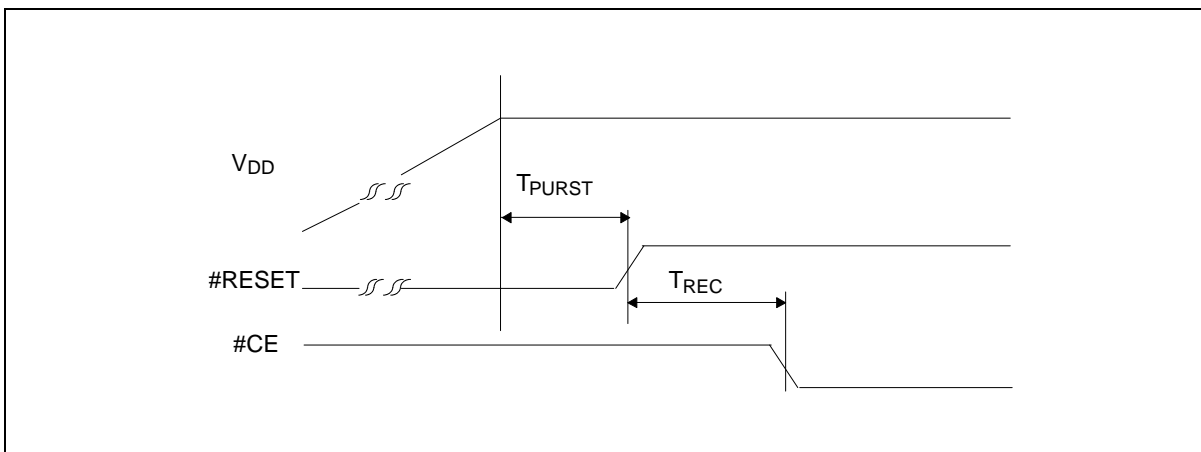 VDD
TPURST
#RESET
TREC
#CE